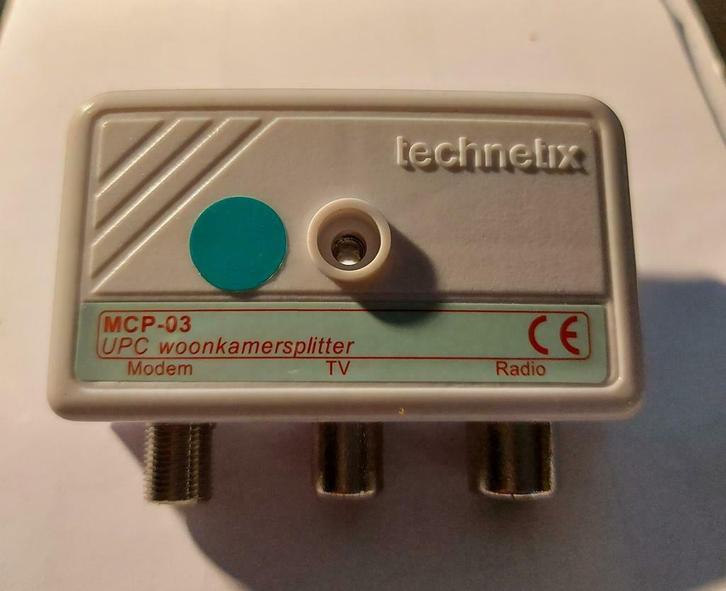 technetix
MCP-03
UPC woonkamersplitter
CE
Modem TV Radio